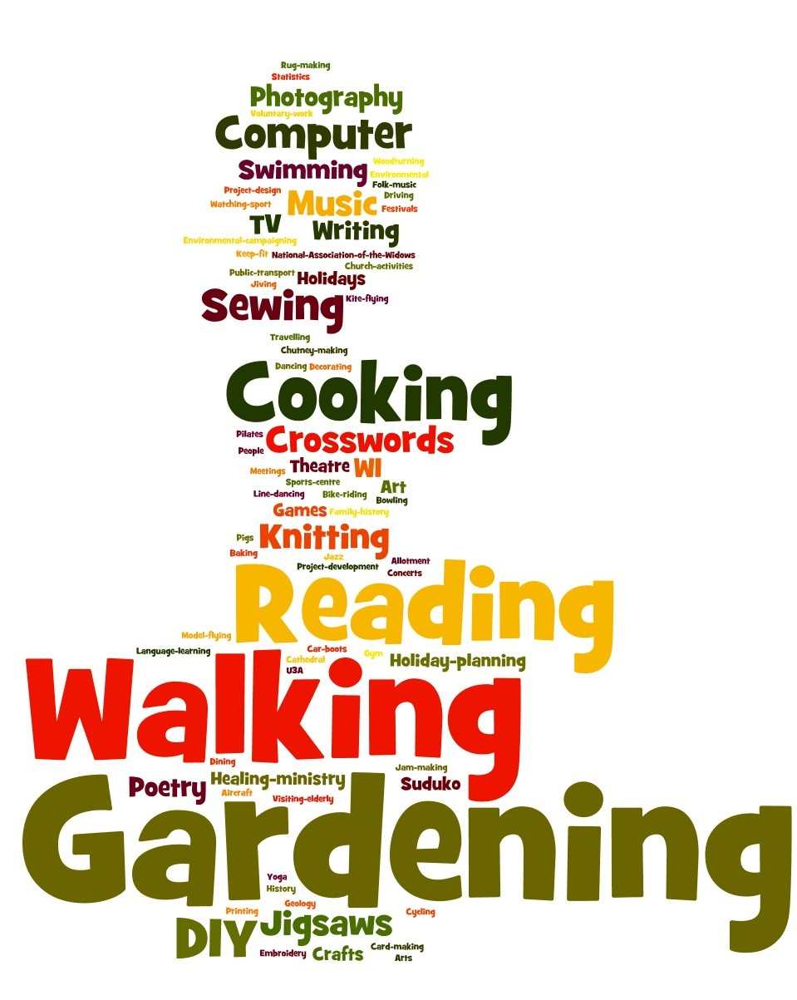 Rug-making
Statistics
Photography
Voluntary-work
Computer
Woodturning
Swimming
Environmental
Folk-music
Project-design
Driving
Watching-sport
Music
Festivals
TV
Writing
Environmental-campaigning
Keep-fit
National-Association-of-the-Widows
Church-activities
Public-transport
Holidays
Jiving
Sewing
Kite-flying
Travelling
Chutney-making
Dancing
Decorating
Cooking
Pilates
Crosswords
People
Meetings
Theatre
WI
Sports-centre
Art
Line-dancing
Bike-riding
Bowling
Games
Family-history
Pigs
Knitting
Baking
Jazz
Allotment
Project-development
Concerts
Reading
Model-flying
Language-learning
Car-boots
Gym
Cathedral
Holiday-planning
U3A
Walking
Dining
Jam-making
Poetry
Healing-ministry
Suduko
Aircraft
Visiting-elderly
Gardening
Yoga
History
Geology
Printing
Cycling
DIY
Jigsaws
Embroidery
Crafts
Card-making
Arts